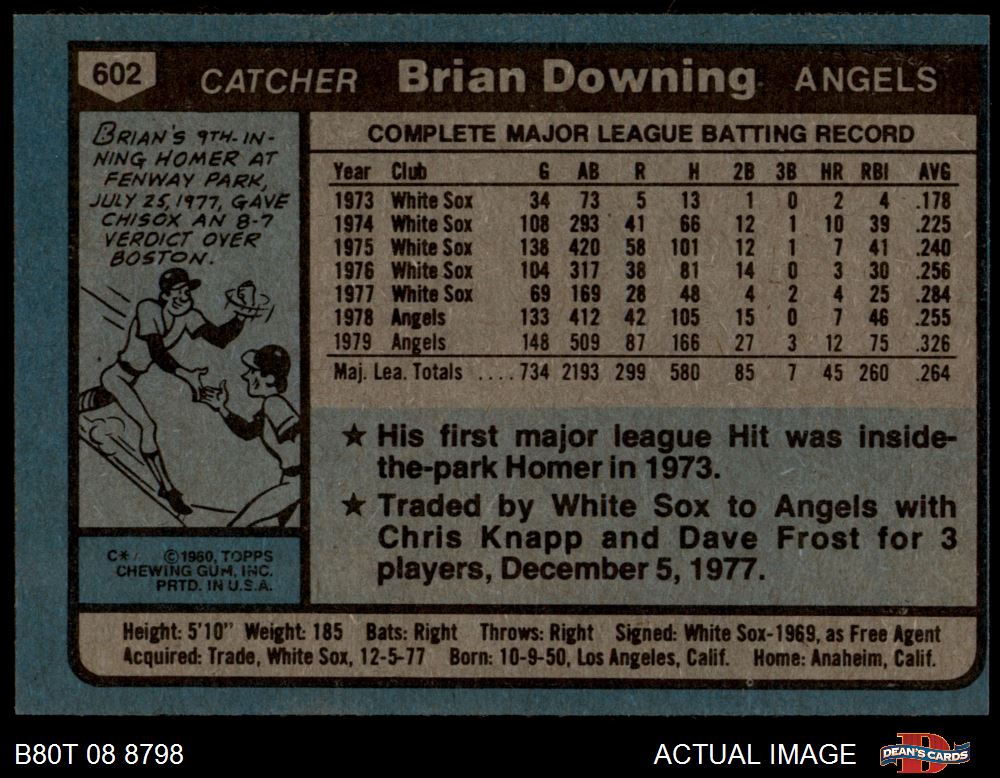 602 CATCHER Brian Downing ANGELS
BRIAN'S 9TH-IN-
NING HOMER AT
FENWAY PARK,
JULY 25, 1977, GAVE
CHISOX AN 8-7
VERDICT OVER
BOSTON.
COMPLETE MAJOR LEAGUE BATTING RECORD
Year Club G AB R H 2B 3B HR RBI AVG
1973 White Sox 34 73 5 13 1 0 2 4 .178
1974 White Sox 108 293 41 66 12 1 10 39 .225
1975 White Sox 138 420 58 101 12 1 7 41 .240
1976 White Sox 104 317 38 81 14 0 3 30 .256
1977 White Sox 69 169 28 48 4 2 4 25 .284
1978 Angels 133 412 42 105 15 0 7 46 .255
1979 Angels 148 509 87 166 27 3 12 75 .326
Maj. Lea. Totals ....734 2193 299 580 85 7 45 260 .264
★ His first major league Hit was inside-
the-park Homer in 1973.
★ Traded by White Sox to Angels with
Chris Knapp and Dave Frost for 3
players, December 5, 1977.
C* ©1980, TOPPS
CHEWING GUM, INC.
PRTD. IN U.S.A.
Height: 5'10" Weight: 185 Bats: Right Throws: Right Signed: White Sox-1969, as Free Agent
Acquired: Trade, White Sox, 12-5-77 Born: 10-9-50, Los Angeles, Calif. Home: Anaheim, Calif.
B80T 08 8798
ACTUAL IMAGE
DEAN'S CARDS